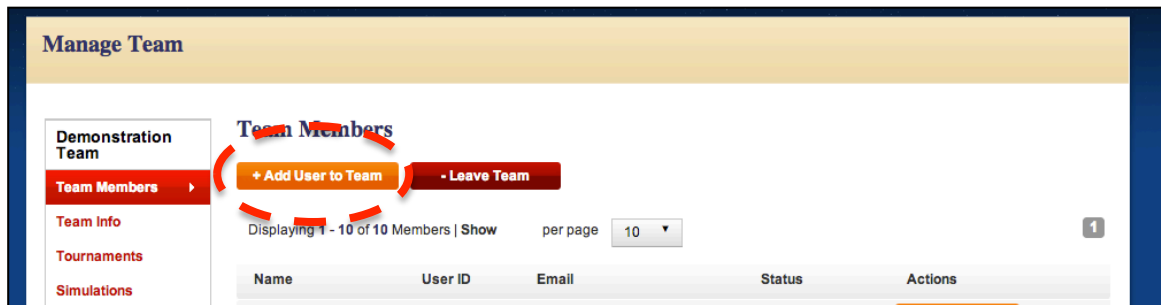 Manage Team
Demonstration
Team
Team Members ▸
Team Info
Tournaments
Simulations
Team Members
+ Add User to Team
- Leave Team
Displaying 1 - 10 of 10 Members | Show per page 10 ▼
1
Name User ID Email Status Actions